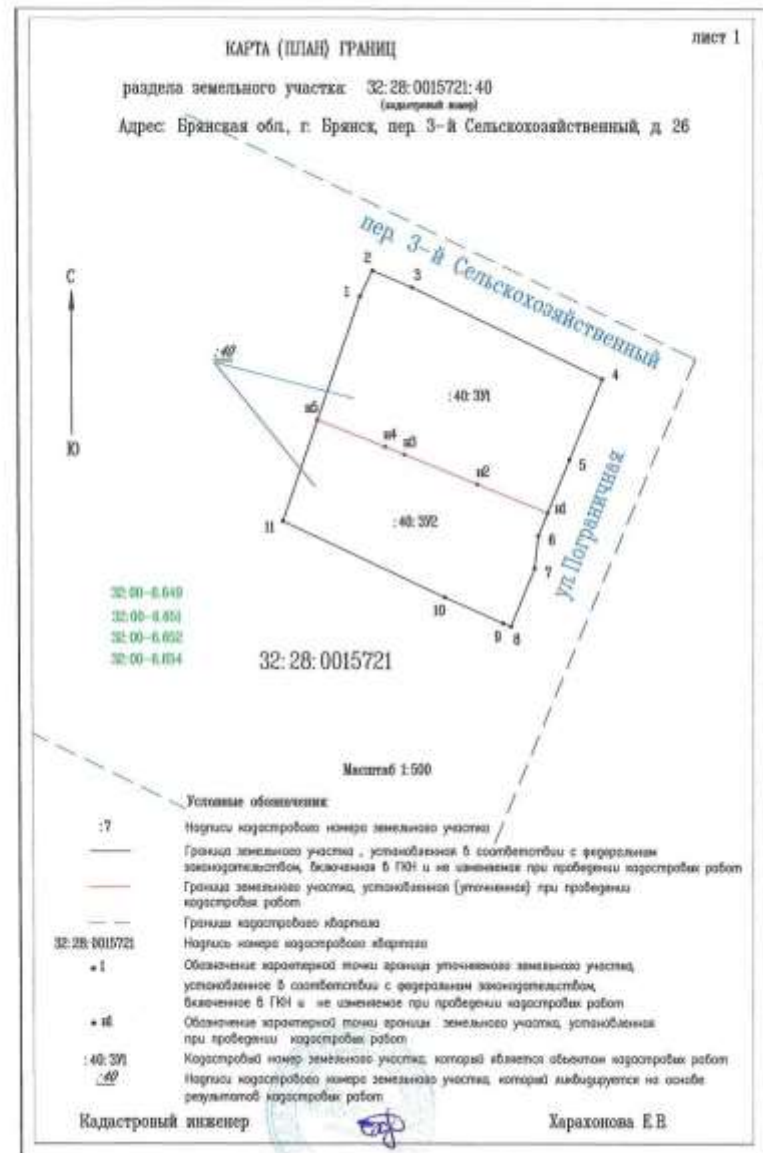 лист 1
КАРТА (ПЛАН) ГРАНИЦ
раздела земельного участка 32:28:0015721:40
(кадастровый номер)
Адрес: Брянская обл., г. Брянск, пер. 3-й Сельскохозяйственный, д. 26
пер. 3-й Сельскохозяйственный
С
Ю
2
3
1
4
:40
:40:ЗУ1
н5
н4
н3
5
н2
ул. Пограничная
н1
11
:40:ЗУ2
6
7
10
9
8
32:00-6.649
32:00-6.651
32:00-6.652
32:00-6.654
32:28:0015721
Масштаб 1:500
Условные обозначения:
:7 Надписи кадастрового номера земельного участка
Граница земельного участка , установленная в соответствии с федеральным
законодательством, включенная в ГКН и не изменяемая при проведении кадастровых работ
Граница земельного участка, установленная (уточненная) при проведении
кадастровых работ
Граница кадастрового квартала
32:28:0015721 Надпись номера кадастрового квартала
1 Обозначение характерной точки границы уточняемого земельного участка,
установленное в соответствии с федеральным законодательством,
включенное в ГКН и не изменяемое при проведении кадастровых работ
н1 Обозначение характерной точки границы земельного участка, установленная
при проведении кадастровых работ
:40:ЗУ1 Кадастровый номер земельного участка, который является объектом кадастровых работ
:40 Надписи кадастрового номера земельного участка, который ликвидируется на основе
результатов кадастровых работ
Кадастровый инженер Харахонова Е.В.